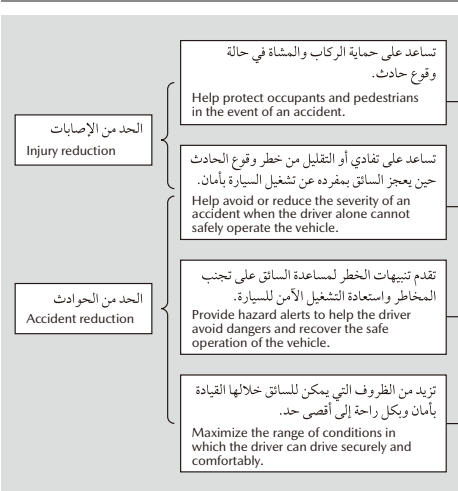 تساعد على حماية الركاب والمشاة في حالة
وقوع حادث.
Help protect occupants and pedestrians
in the event of an accident.
الحد من الإصابات
Injury reduction
تساعد على تفادي أو التقليل من خطر وقوع الحادث
حين يعجز السائق بمفرده عن تشغيل السيارة بأمان.
Help avoid or reduce the severity of an
accident when the driver alone cannot
safely operate the vehicle.
الحد من الحوادث
Accident reduction
تقدم تنبيهات الخطر لمساعدة السائق على تجنب
المخاطر واستعادة التشغيل الآمن للسيارة.
Provide hazard alerts to help the driver
avoid dangers and recover the safe
operation of the vehicle.
تزيد من الظروف التي يمكن للسائق خلالها القيادة
بأمان وبكل راحة إلى أقصى حد.
Maximize the range of conditions in
which the driver can drive securely and
comfortably.